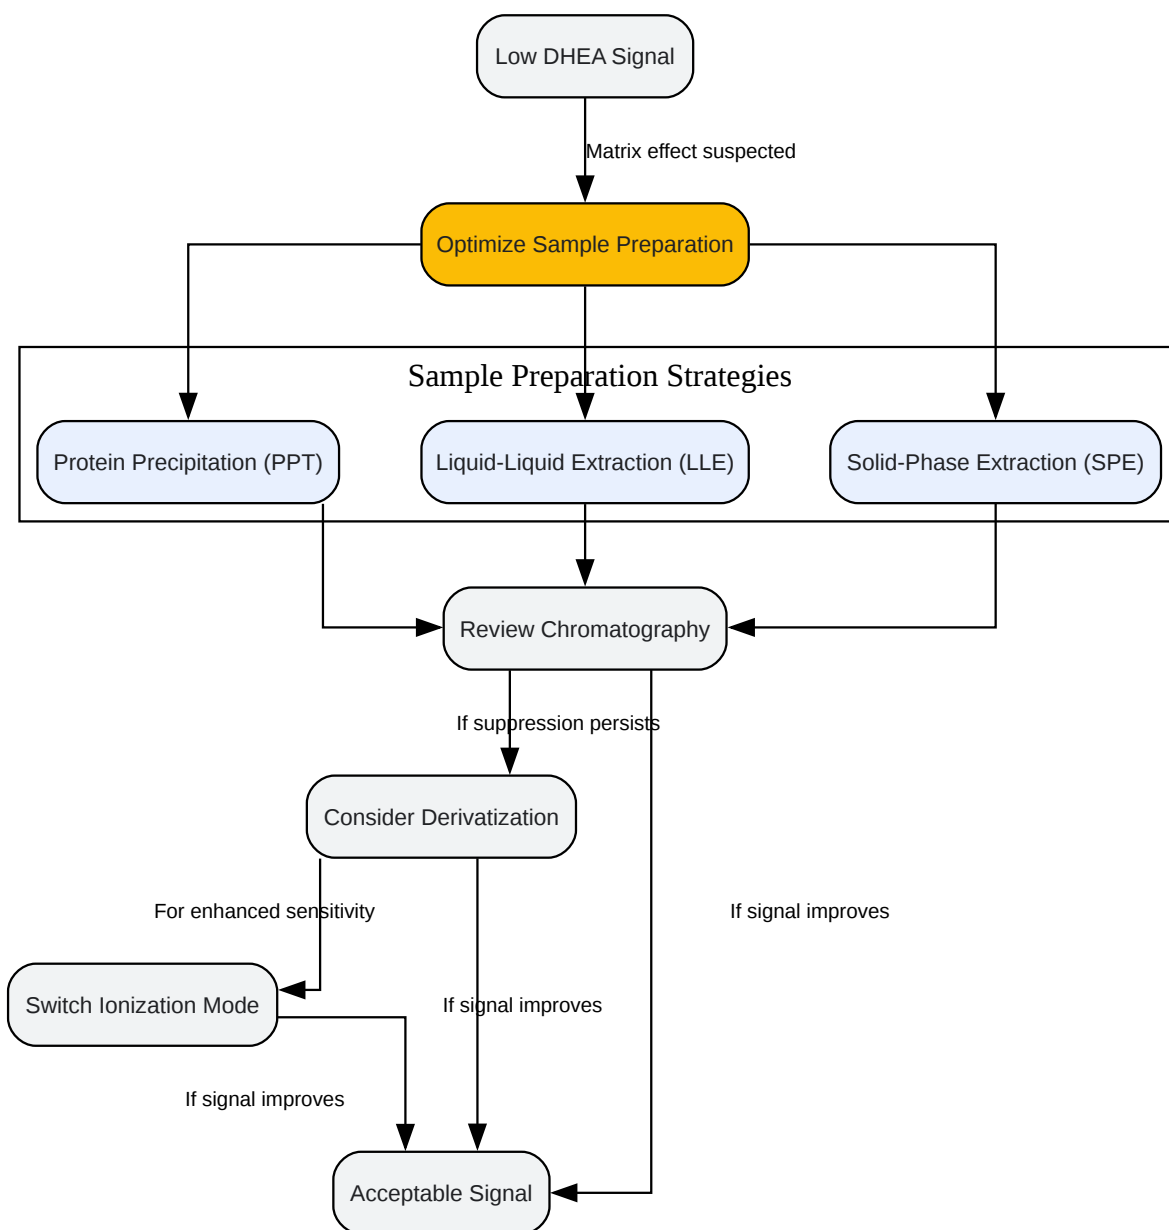 Low DHEA Signal
Matrix effect suspected
Optimize Sample Preparation
Sample Preparation Strategies
Protein Precipitation (PPT)
Liquid-Liquid Extraction (LLE)
Solid-Phase Extraction (SPE)
Review Chromatography
If suppression persists
Consider Derivatization
For enhanced sensitivity
If signal improves
Switch Ionization Mode
If signal improves
If signal improves
Acceptable Signal